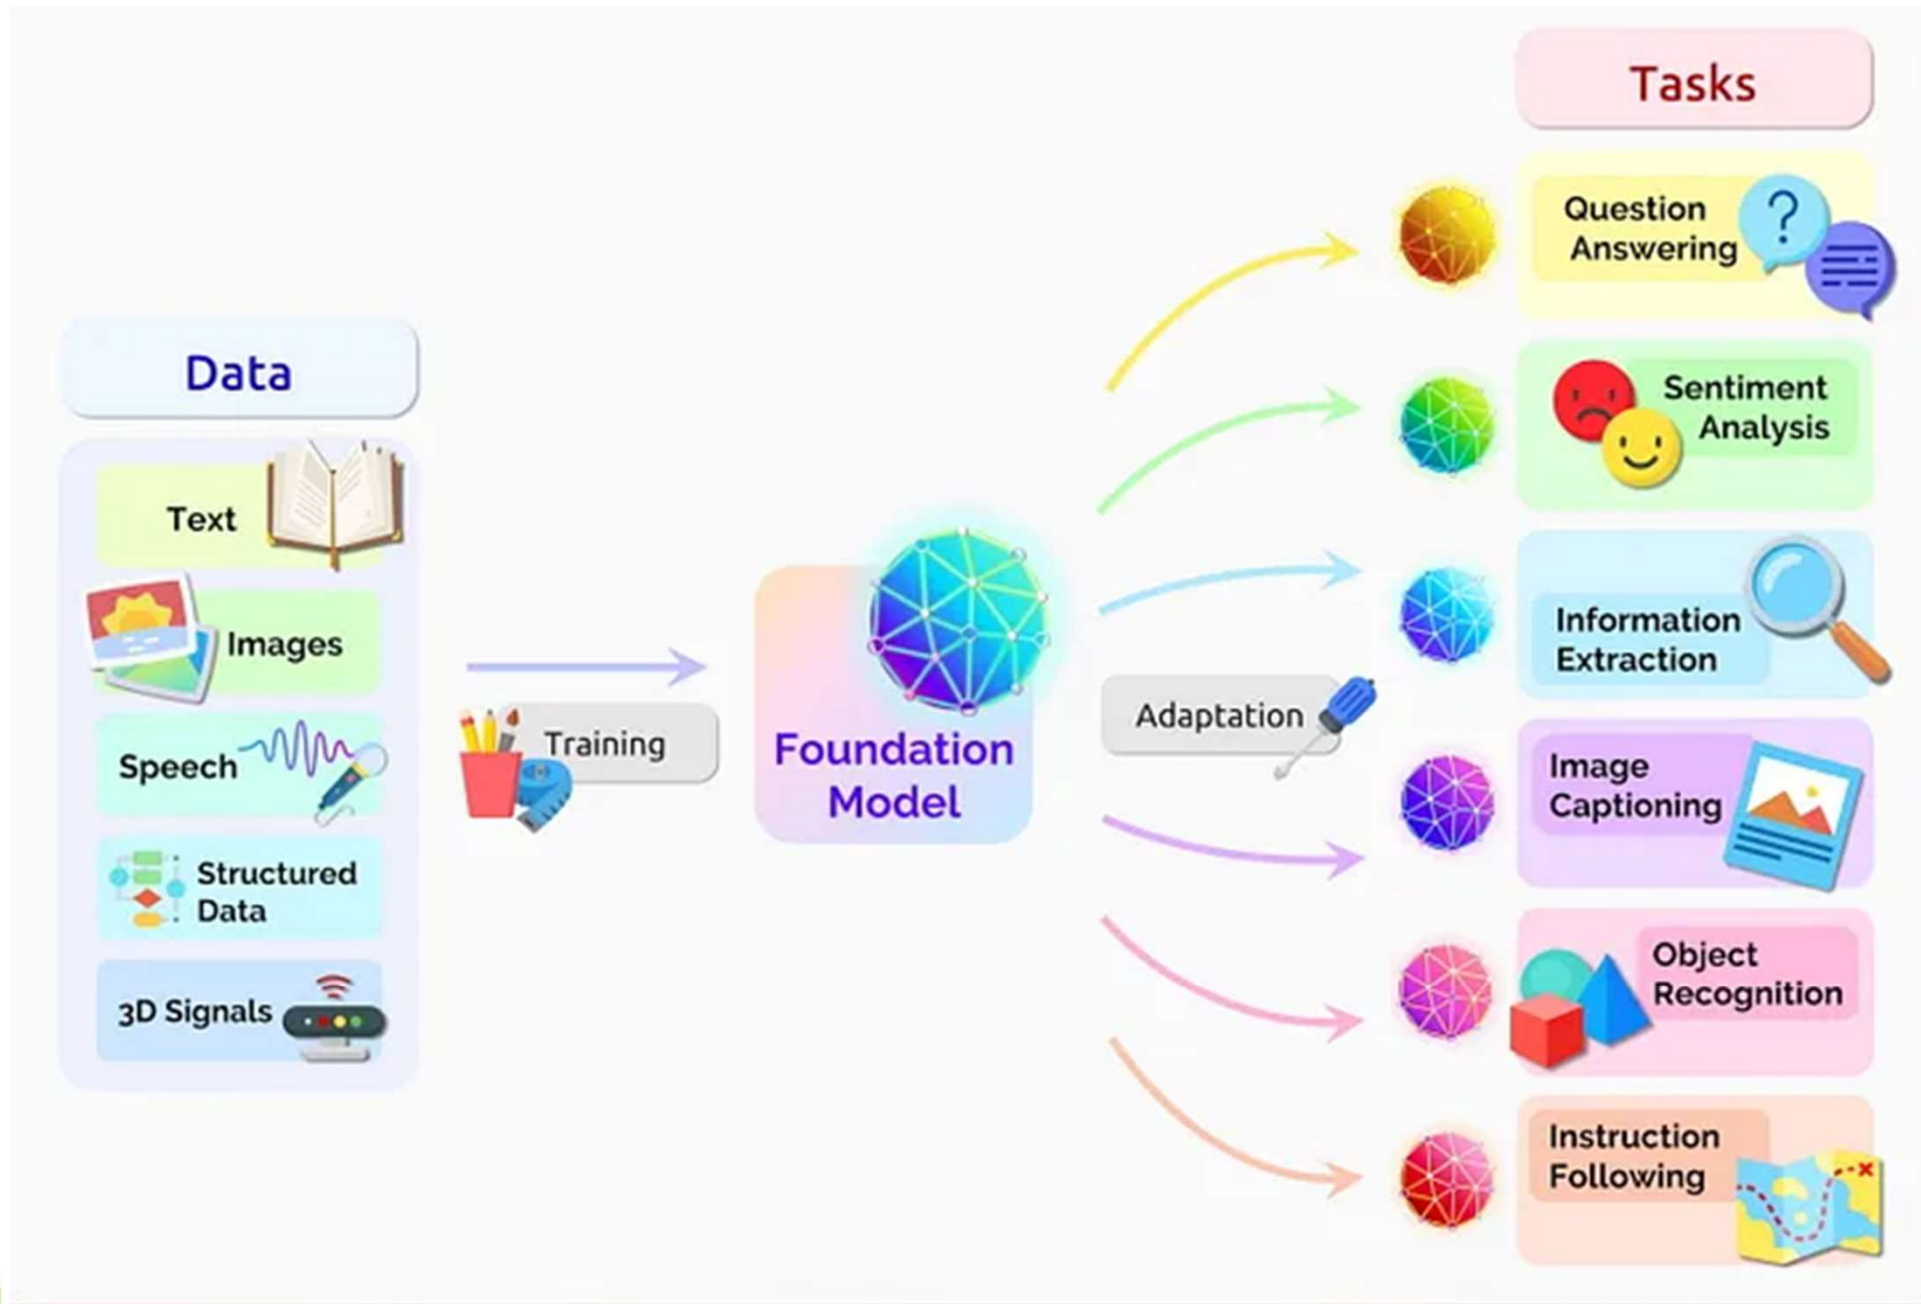 Data
Text
Images
Speech
Structured
Data
3D Signals
Training
Foundation
Model
Adaptation
Tasks
Question
Answering
?
Sentiment
Analysis
Information
Extraction
Image
Captioning
Object
Recognition
Instruction
Following